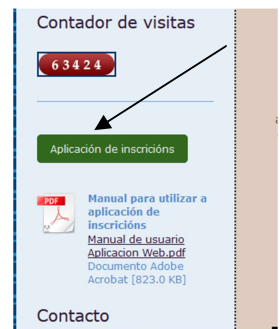 Contador de visitas
63424
Aplicación de inscricións
PDF
Manual para utilizar a
aplicación de
inscricións
Manual de usuario
Aplicacion Web.pdf
Documento Adobe
Acrobat [823.0 KB]
Contacto